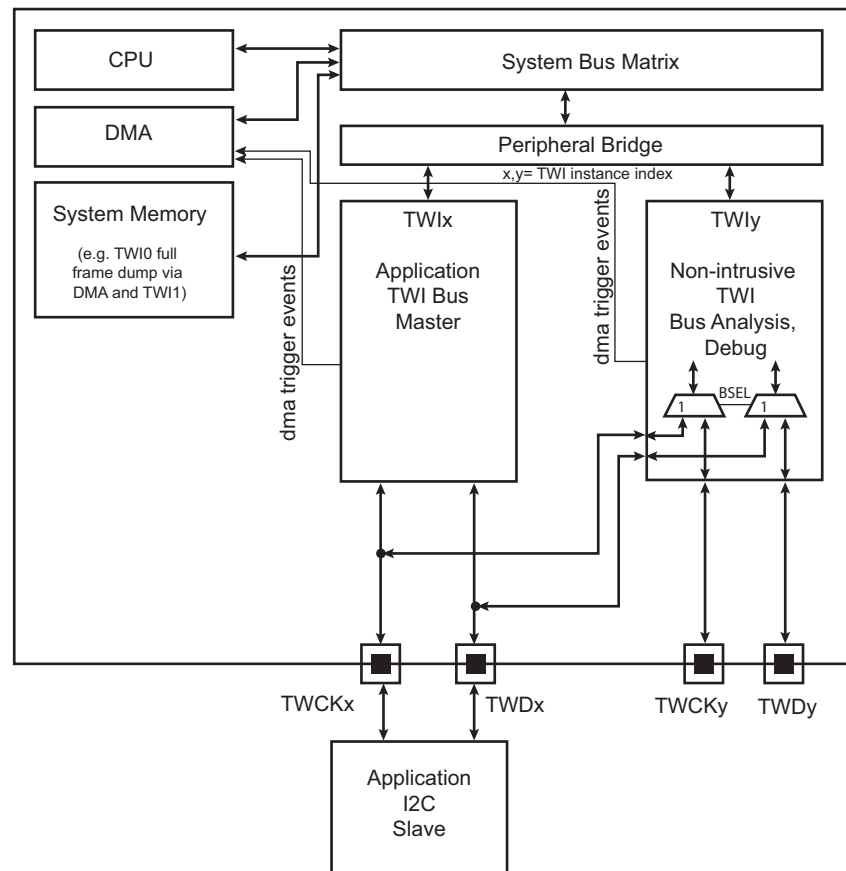 CPU
System Bus Matrix
DMA
Peripheral Bridge
x,y= TWI instance index
System Memory
(e.g. TWI0 full
frame dump via
DMA and TWI1)
dma trigger events
TWIx
Application
TWI Bus
Master
dma trigger events
TWIy
Non-intrusive
TWI
Bus Analysis,
Debug
BSEL
1
1
TWCKx
TWDx
TWCKy
TWDy
Application
I2C
Slave